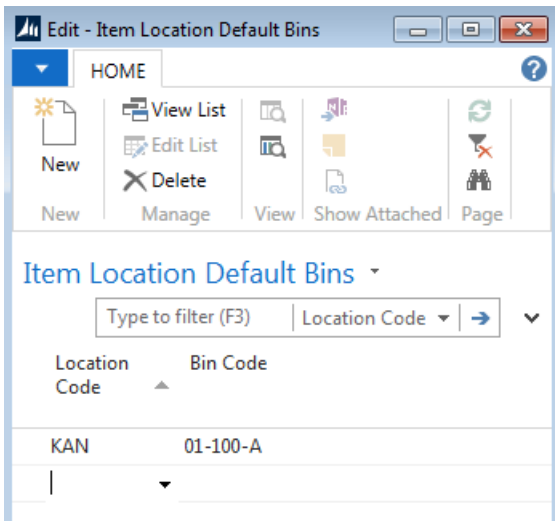 Edit - Item Location Default Bins
HOME
New
View List
Edit List
Delete
New
Manage
View
Show Attached
Page
Item Location Default Bins
Type to filter (F3)
Location Code
Location Code
Bin Code
KAN
01-100-A